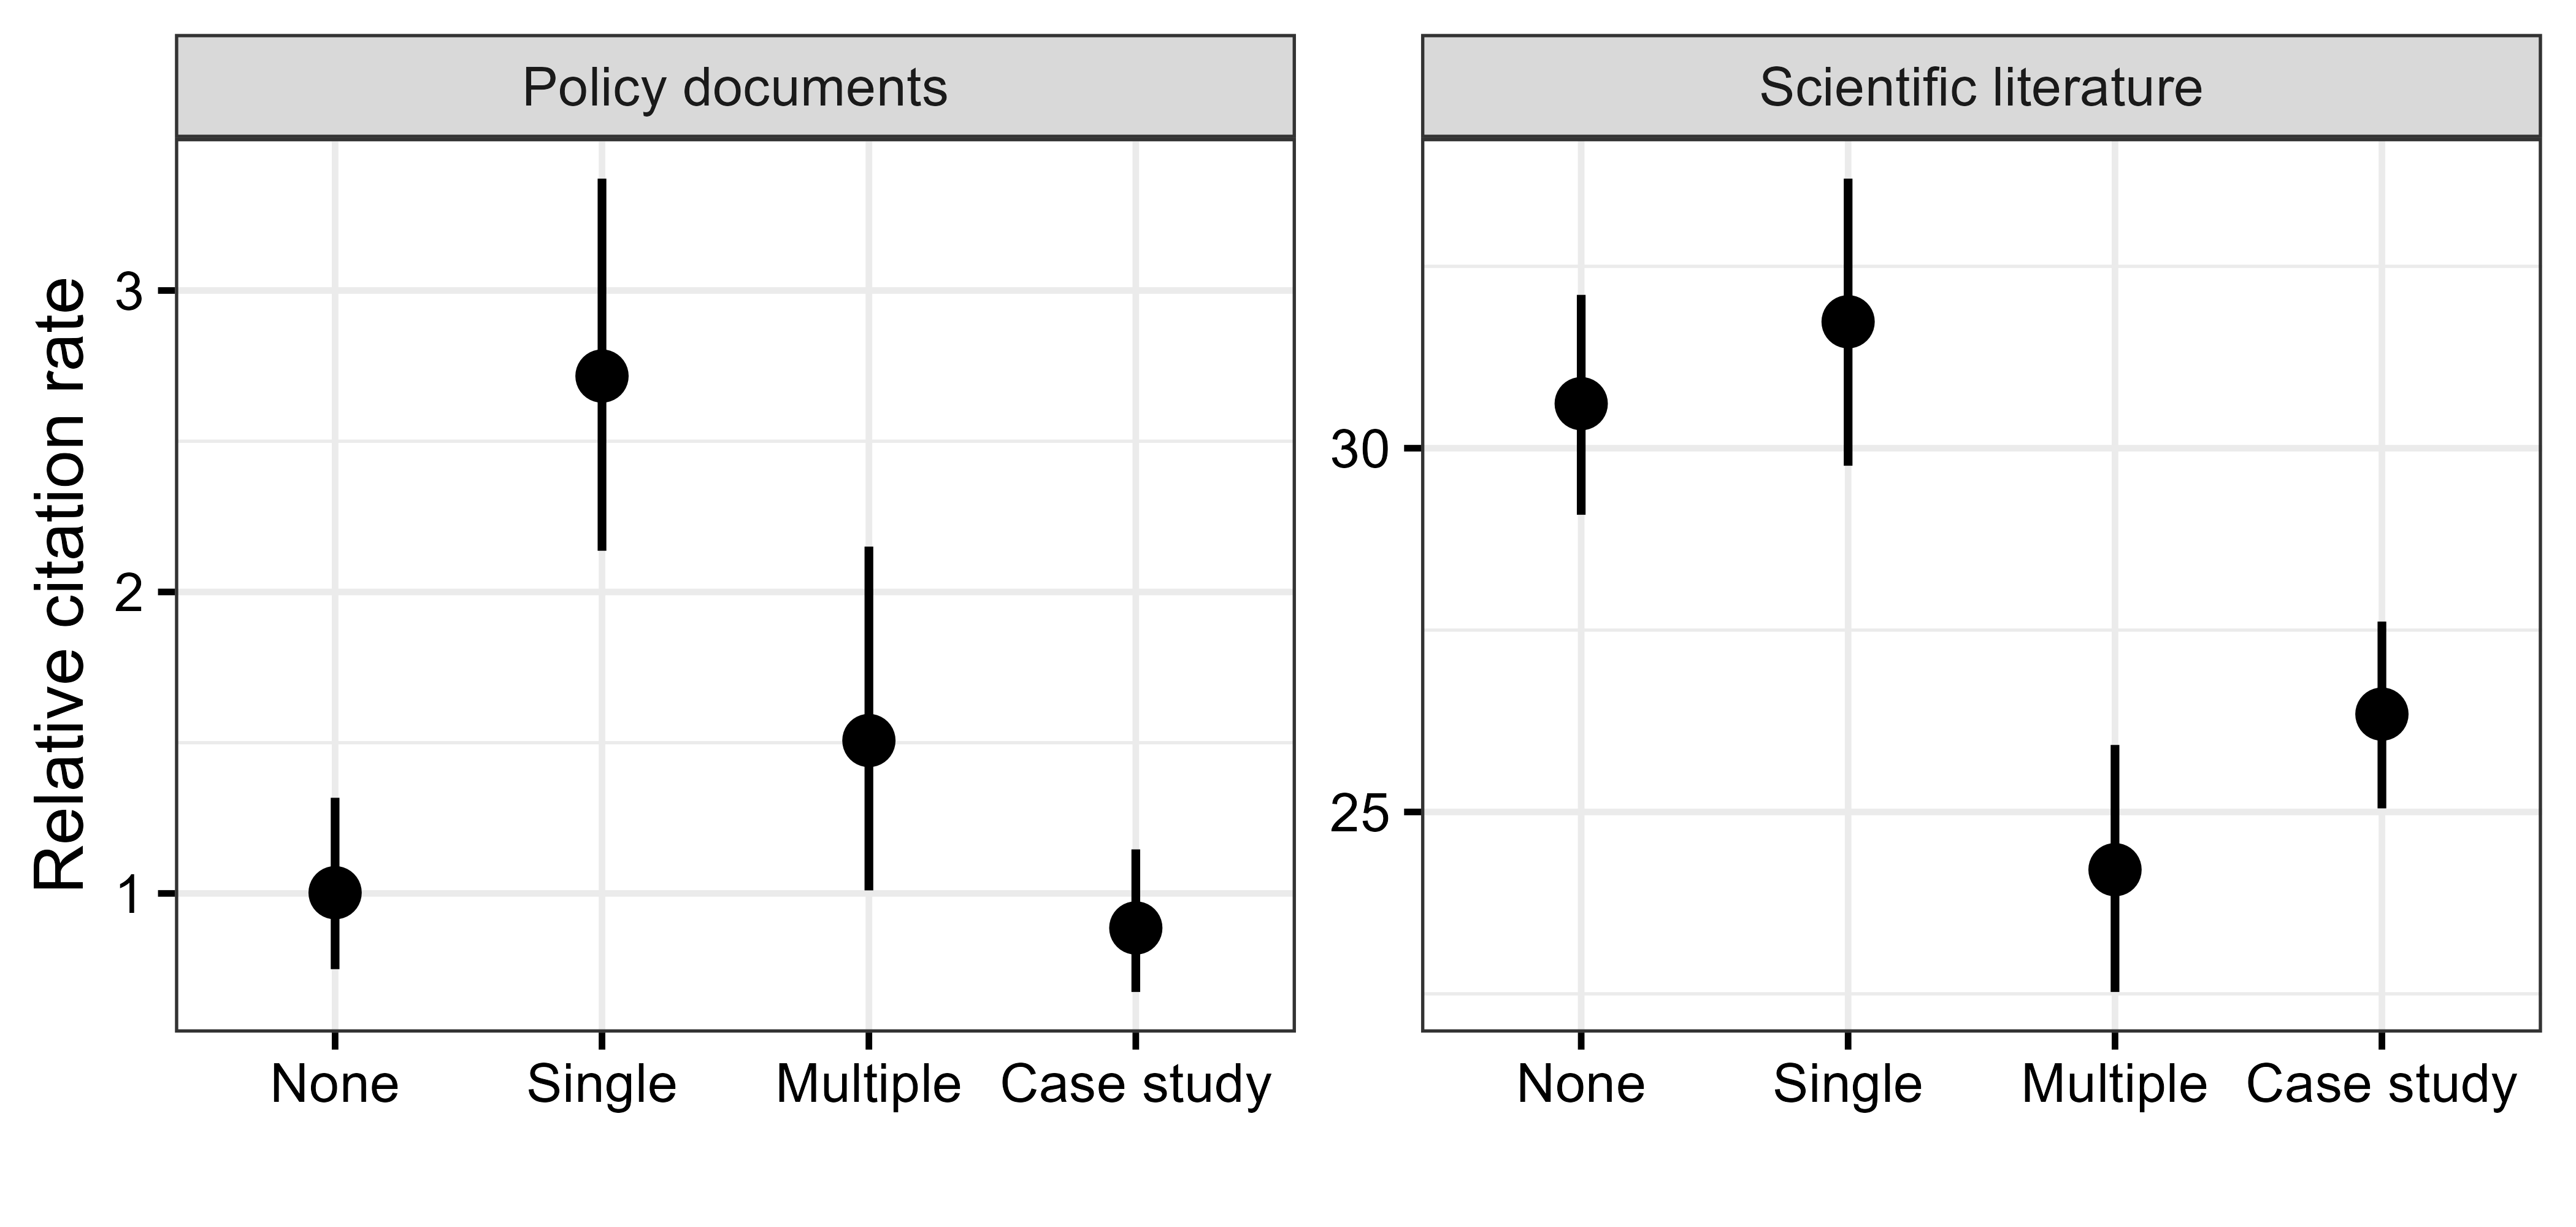 Policy documents
Scientific literature
Relative citation rate
3
2
1
30
25
None Single Multiple Case study
None Single Multiple Case study